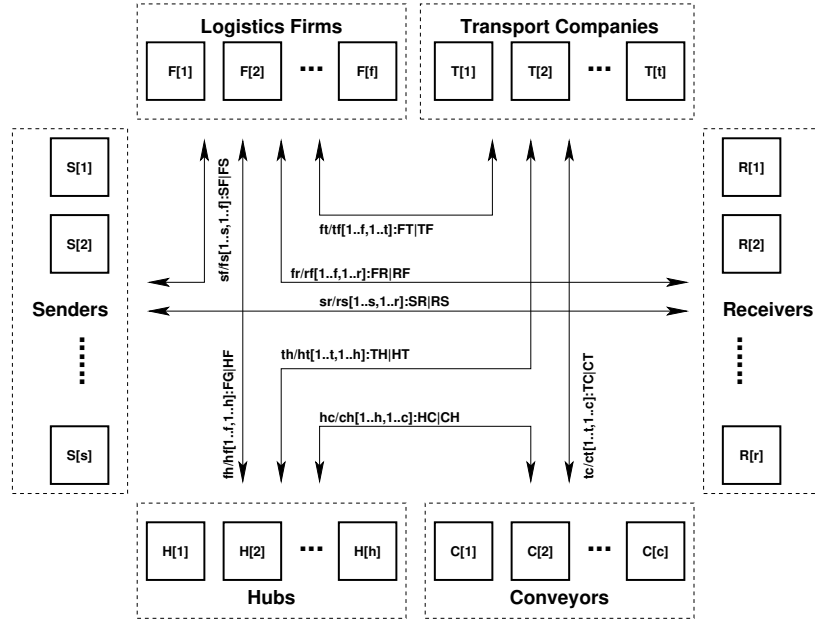 Logistics Firms
F[1] F[2] ... F[f]
Transport Companies
T[1] T[2] ... T[t]
S[1]
S[2]
Senders
S[s]
R[1]
R[2]
Receivers
R[r]
sf/fs[1..s,1..f]:SF|FS
ft/tf[1..f,1..t]:FT|TF
fr/rf[1..f,1..r]:FR|RF
sr/rs[1..s,1..r]:SR|RS
th/ht[1..t,1..h]:TH|HT
fh/hf[1..f,1..h]:FG|HF
hc/ch[1..h,1..c]:HC|CH
tc/ct[1..t,1..c]:TC|CT
H[1] H[2] ... H[h]
Hubs
C[1] C[2] ... C[c]
Conveyors